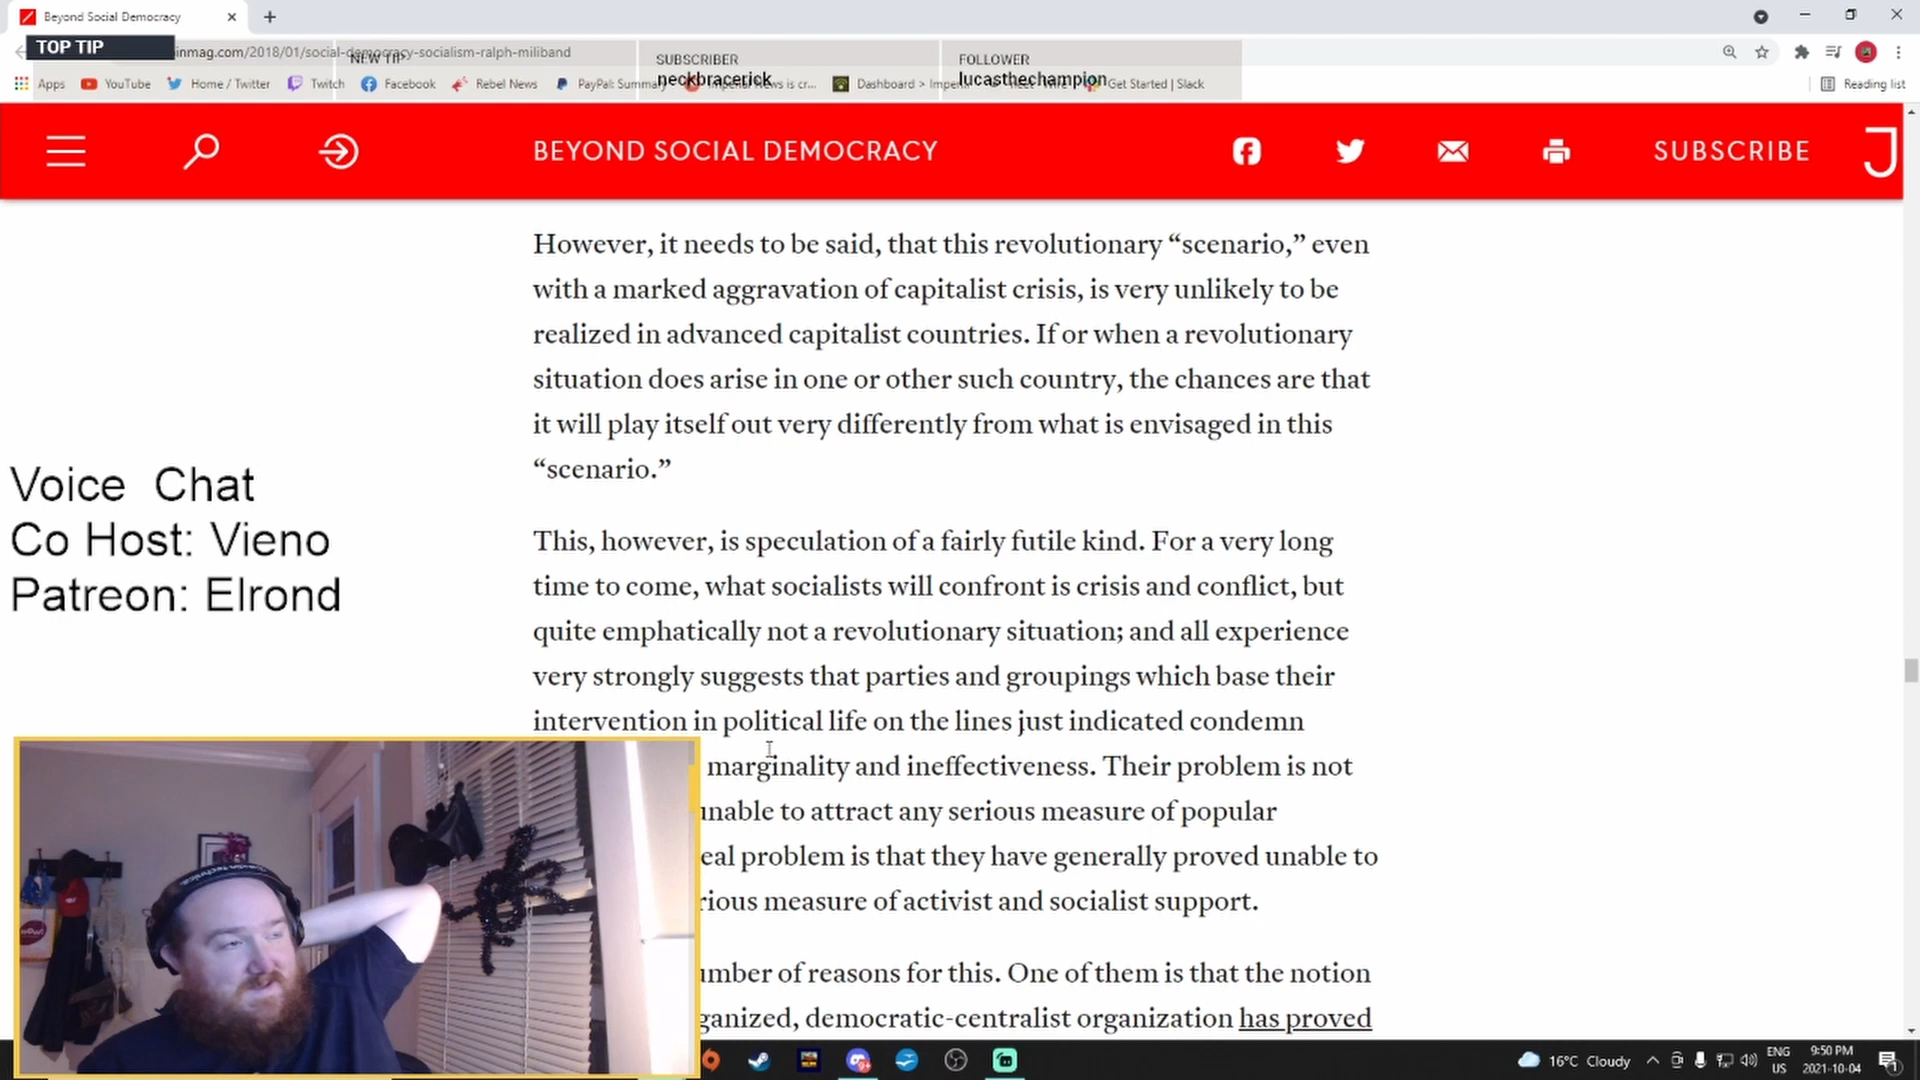 Beyond Social Democracy
TOP TIP
inmag.com/2018/01/social-democracy-socialism-ralph-miliband
NEW TIP
SUBSCRIBER
neckbracerick
FOLLOWER
lucasthechampion
Apps
YouTube
Home / Twitter
Twitch
Facebook
Rebel News
PayPal: Summar
News is cr...
Dashboard > Imper
Get Started | Slack
Reading list
BEYOND SOCIAL DEMOCRACY
SUBSCRIBE
J
However, it needs to be said, that this revolutionary “scenario,” even
with a marked aggravation of capitalist crisis, is very unlikely to be
realized in advanced capitalist countries. If or when a revolutionary
situation does arise in one or other such country, the chances are that
it will play itself out very differently from what is envisaged in this
“scenario.”
Voice Chat
Co Host: Vieno
Patreon: Elrond
This, however, is speculation of a fairly futile kind. For a very long
time to come, what socialists will confront is crisis and conflict, but
quite emphatically not a revolutionary situation; and all experience
very strongly suggests that parties and groupings which base their
intervention in political life on the lines just indicated condemn
marginality and ineffectiveness. Their problem is not
unable to attract any serious measure of popular
eal problem is that they have generally proved unable to
rious measure of activist and socialist support.
umber of reasons for this. One of them is that the notion
ganized, democratic-centralist organization has proved
16°C Cloudy
ENG
US
9:50 PM
2021-10-04